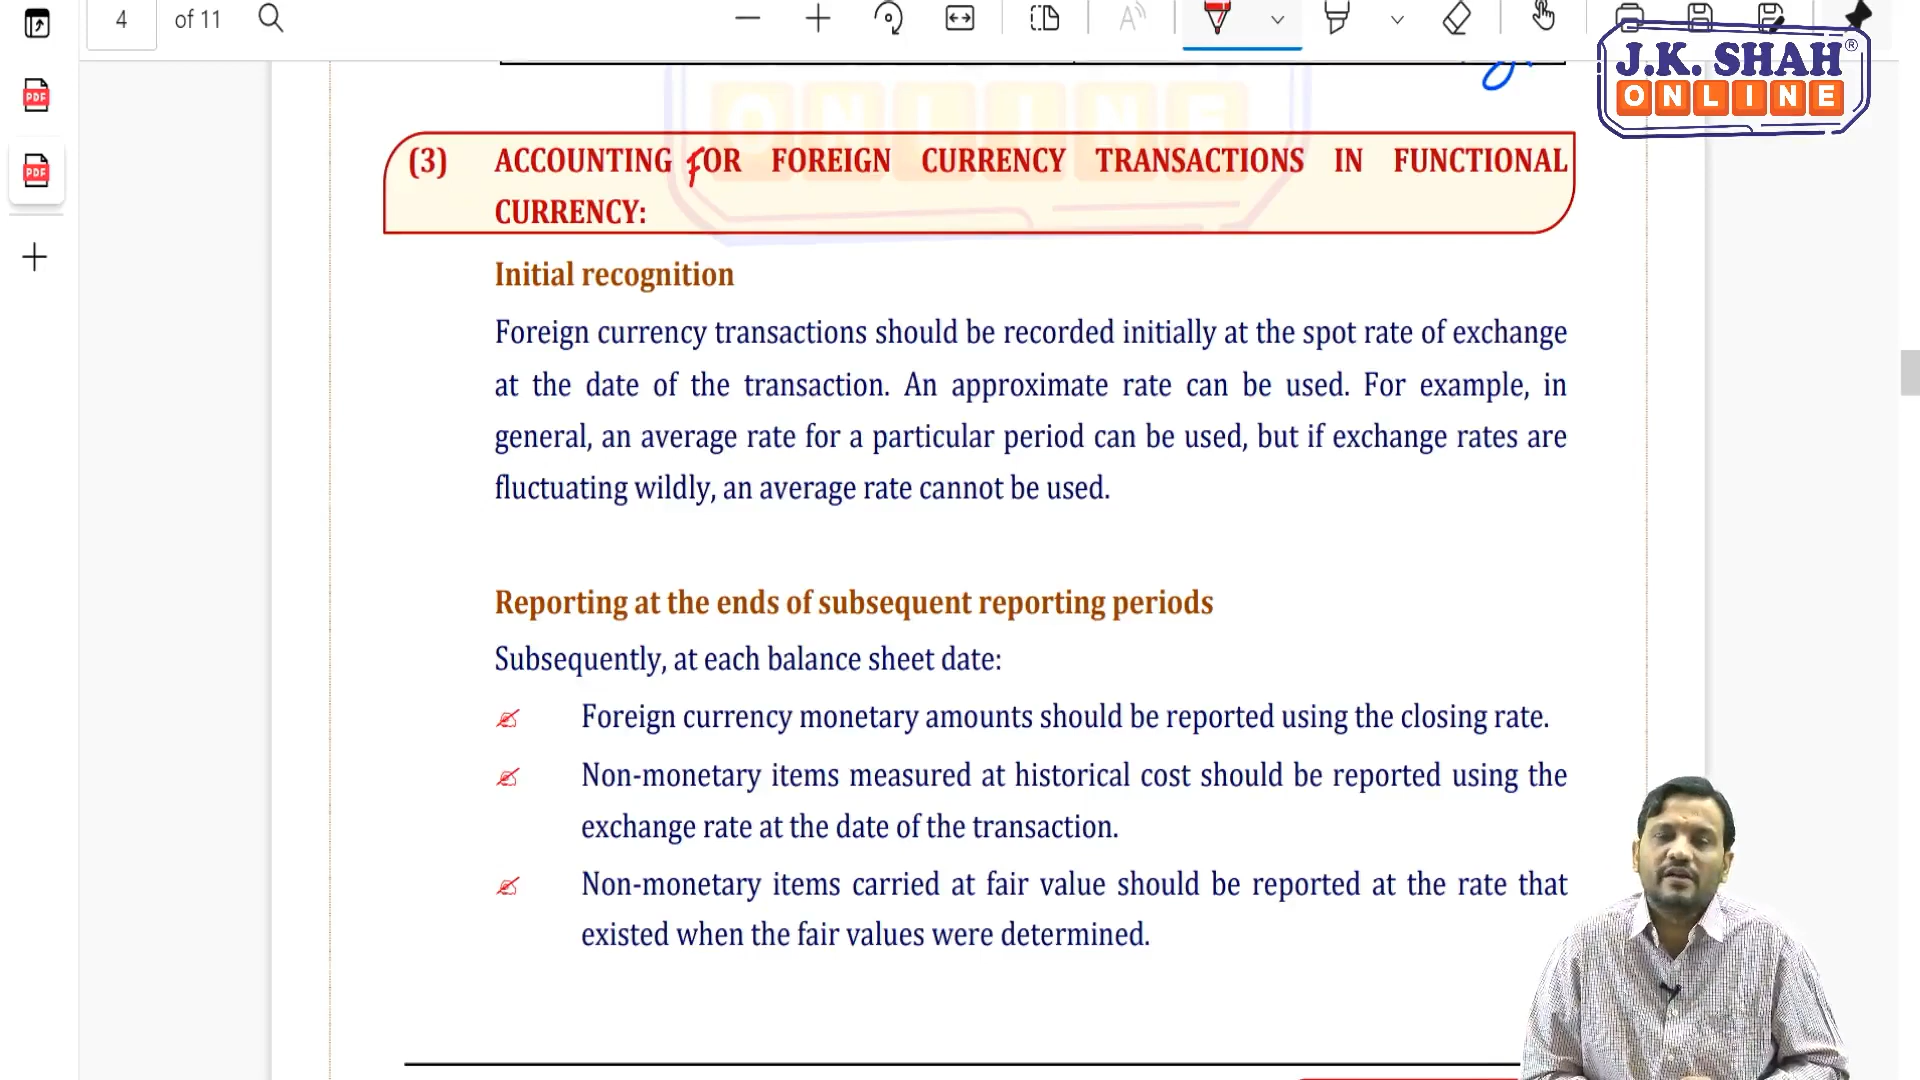 4 of 11
PDF
PDF
J.K. SHAH®
ONLINE
ONLINE
(3) ACCOUNTING fOR FOREIGN CURRENCY TRANSACTIONS IN FUNCTIONAL
CURRENCY:
Initial recognition
Foreign currency transactions should be recorded initially at the spot rate of exchange
at the date of the transaction. An approximate rate can be used. For example, in
general, an average rate for a particular period can be used, but if exchange rates are
fluctuating wildly, an average rate cannot be used.
Reporting at the ends of subsequent reporting periods
Subsequently, at each balance sheet date:
Foreign currency monetary amounts should be reported using the closing rate.
Non-monetary items measured at historical cost should be reported using the
exchange rate at the date of the transaction.
Non-monetary items carried at fair value should be reported at the rate that
existed when the fair values were determined.